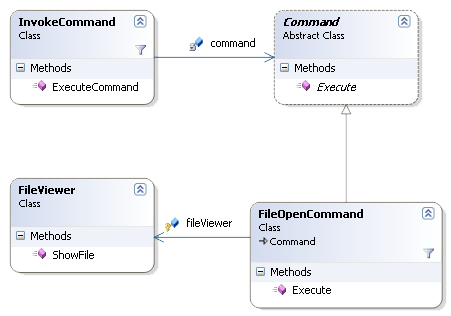 InvokeCommand
Class
Methods
ExecuteCommand
command
Command
Abstract Class
Methods
Execute
FileViewer
Class
Methods
ShowFile
fileViewer
FileOpenCommand
Class
Command
Methods
Execute